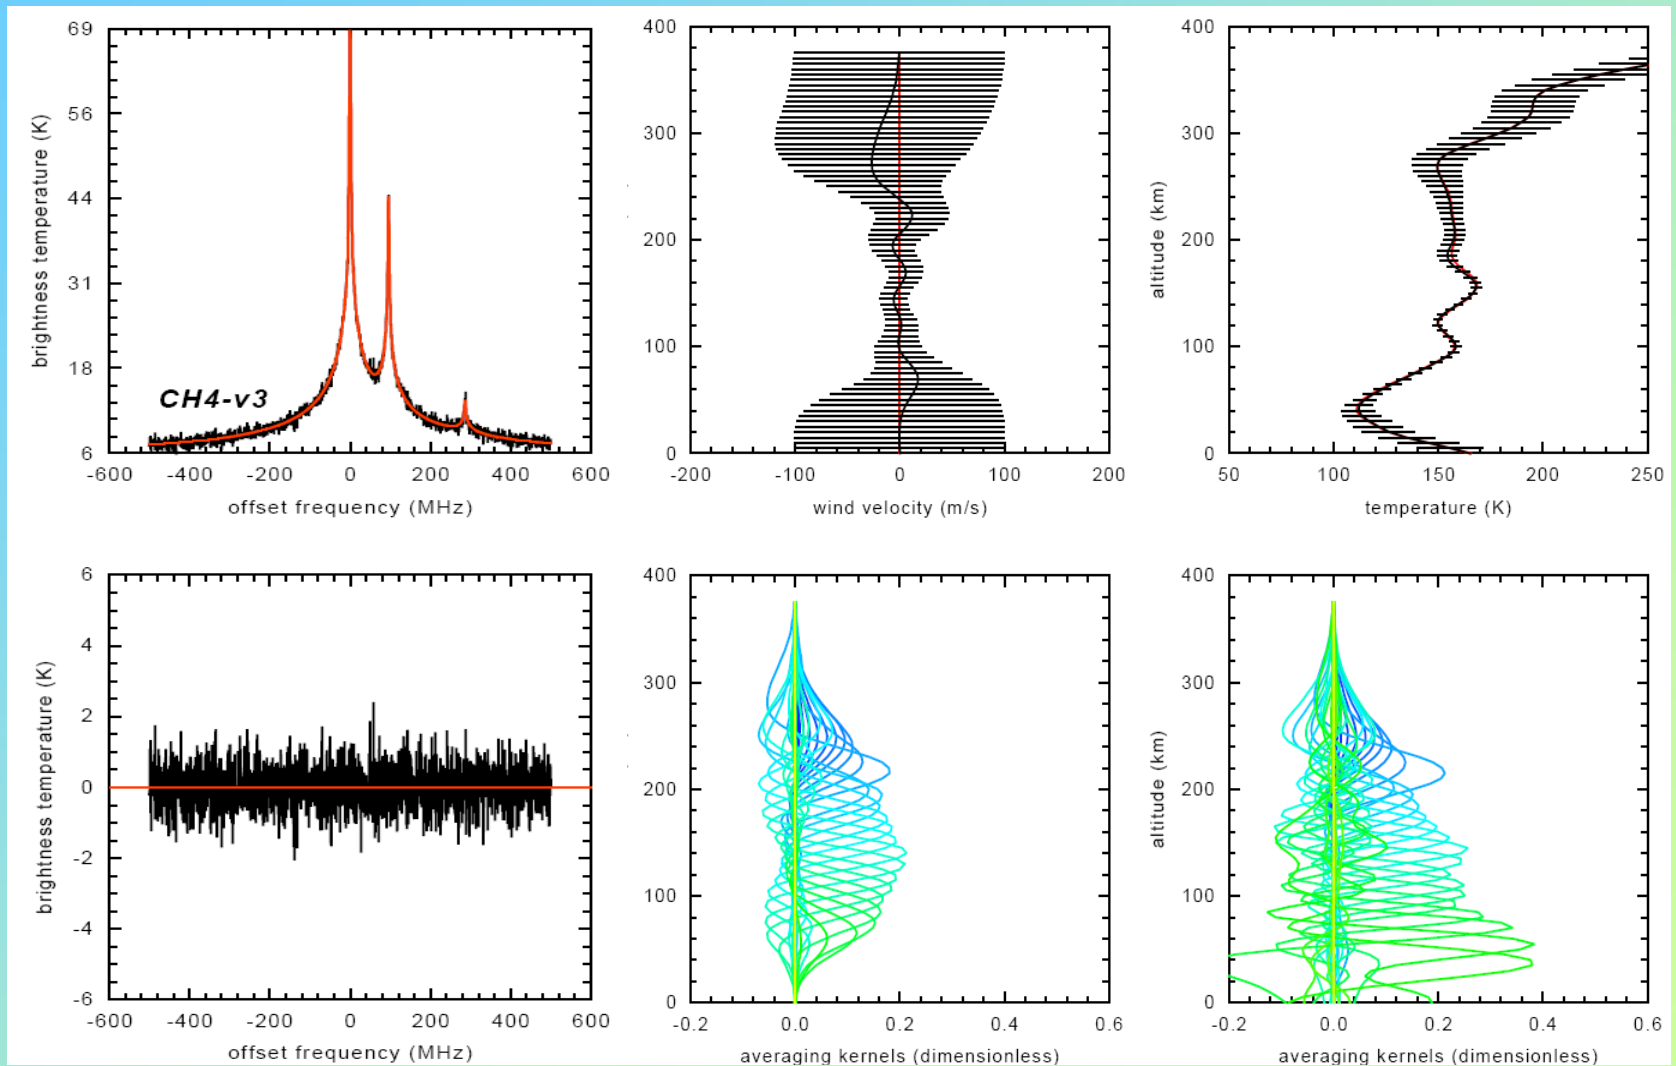 69
56
44
31
18
6
brightness temperature (K)
CH4-v3
-600 -400 -200 0 200 400 600
offset frequency (MHz)
400
300
200
100
0
-200 -100 0 100 200
wind velocity (m/s)
400
300
200
100
0
altitude (km)
50 100 150 200 250
temperature (K)
6
4
2
0
-2
-4
-6
brightness temperature (K)
-600 -400 -200 0 200 400 600
offset frequency (MHz)
400
300
200
100
0
-0.2 0.0 0.2 0.4 0.6
averaging kernels (dimensionless)
400
300
200
100
0
altitude (km)
-0.2 0.0 0.2 0.4 0.6
averaging kernels (dimensionless)